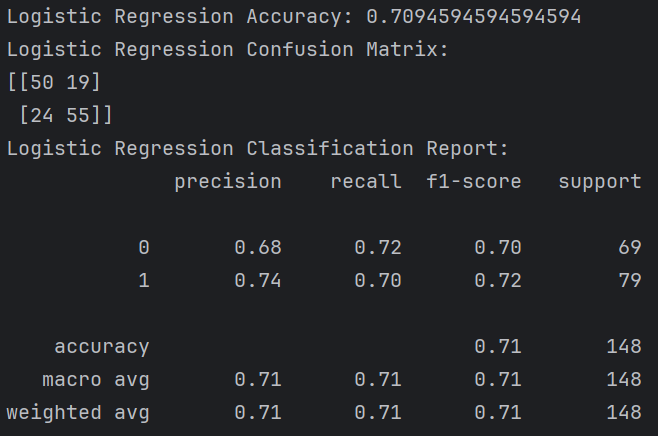 Logistic Regression Accuracy: 0.7094594594594594
Logistic Regression Confusion Matrix:
[[50 19]
 [24 55]]
Logistic Regression Classification Report:
              precision    recall  f1-score   support

           0       0.68      0.72      0.70        69
           1       0.74      0.70      0.72        79

    accuracy                           0.71       148
   macro avg       0.71      0.71      0.71       148
weighted avg       0.71      0.71      0.71       148